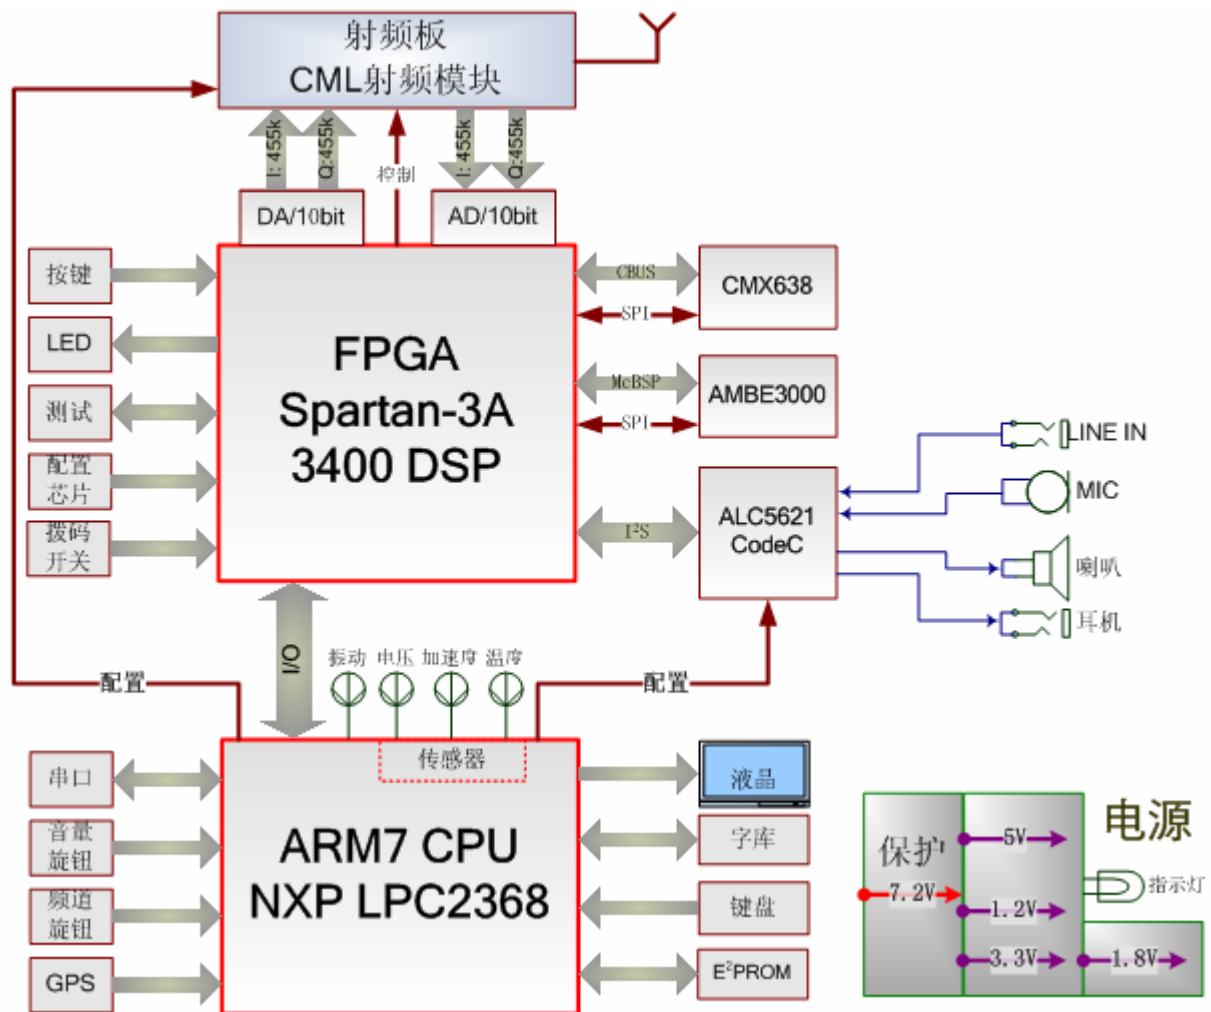 射频板
CML射频模块
I: 455k
Q:455k
控制
I: 455k
Q:455k
DA/10bit
AD/10bit
按键
LED
测试
配置
芯片
拨码
开关
FPGA
Spartan-3A
3400 DSP
CBUS
SPI
CMX638
McBSP
SPI
AMBE3000
I²S
ALC5621
CodeC
LINE IN
MIC
喇叭
耳机
I/O
配置
振动
电压
加速度
温度
配置
传感器
串口
音量
旋钮
频道
旋钮
GPS
ARM7 CPU
NXP LPC2368
液晶
字库
键盘
E²PROM
电源
保护
7.2V
5V
1.2V
3.3V
1.8V
指示灯